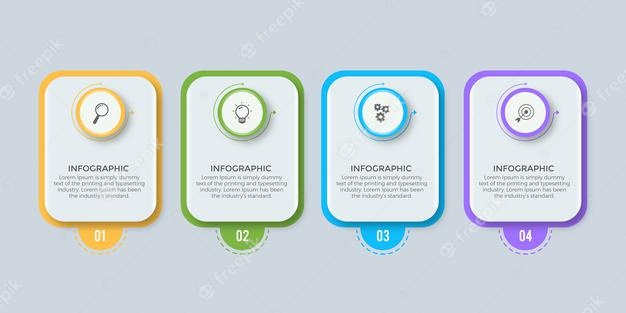 INFOGRAPHIC
Lorem Ipsum is simply dummy
text of the printing and typesetting
industry. Lorem Ipsum has been
the industry's
01
INFOGRAPHIC
Lorem Ipsum is simply dummy
text of the printing and typesetting
industry. Lorem Ipsum has been
the industry's
02
INFOGRAPHIC
Lorem Ipsum is simply dummy
text of the printing and typesetting
industry. Lorem Ipsum has been
the industry's
03
INFOGRAPHIC
Lorem Ipsum is simply dummy
text of the printing and typesetting
industry. Lorem Ipsum has been
the industry's
04
freepik